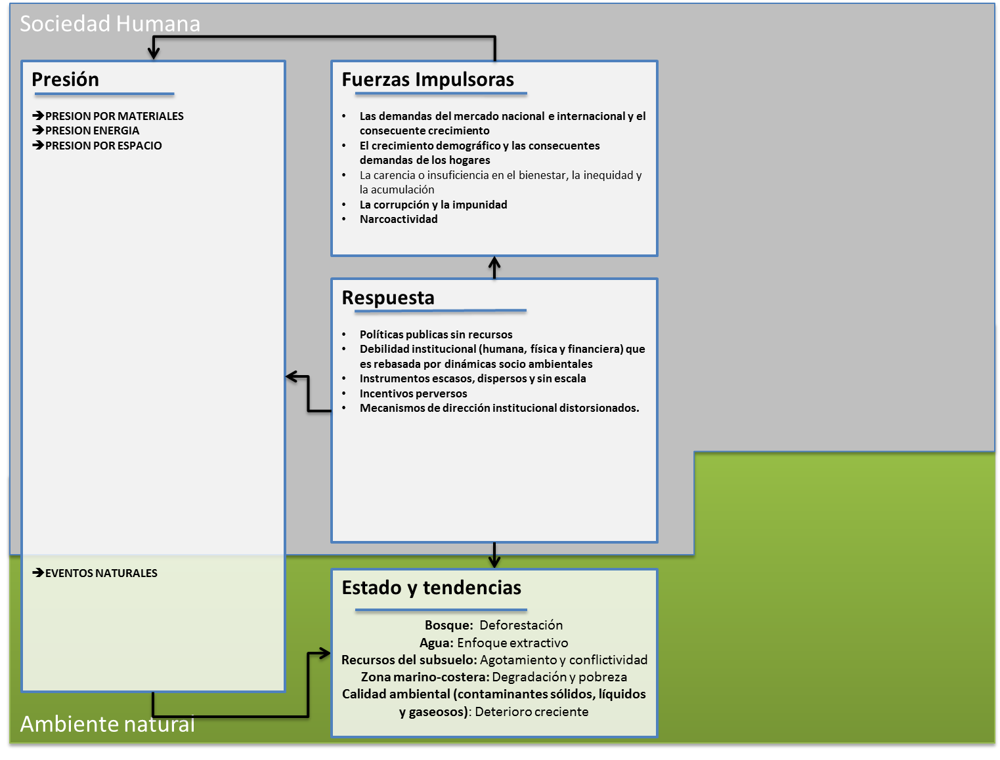 Sociedad Humana
Presión
➔PRESION POR MATERIALES
➔PRESION ENERGIA
➔PRESION POR ESPACIO
➔EVENTOS NATURALES
Fuerzas Impulsoras
• Las demandas del mercado nacional e internacional y el
consecuente crecimiento
• El crecimiento demográfico y las consecuentes
demandas de los hogares
• La carencia o insuficiencia en el bienestar, la inequidad y
la acumulación
• La corrupción y la impunidad
• Narcoactividad
Respuesta
• Políticas publicas sin recursos
• Debilidad institucional (humana, física y financiera) que
es rebasada por dinámicas socio ambientales
• Instrumentos escasos, dispersos y sin escala
• Incentivos perversos
• Mecanismos de dirección institucional distorsionados.
Estado y tendencias
Bosque: Deforestación
Agua: Enfoque extractivo
Recursos del subsuelo: Agotamiento y conflictividad
Zona marino-costera: Degradación y pobreza
Calidad ambiental (contaminantes sólidos, líquidos
y gaseosos): Deterioro creciente
Ambiente natural